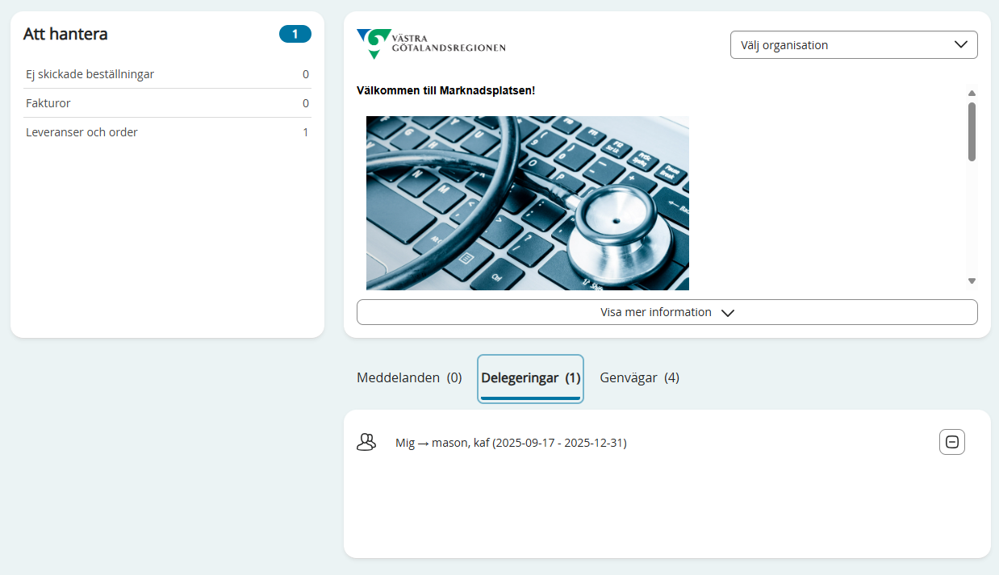 Att hantera
1
Ej skickade beställningar 0
Fakturor 0
Leveranser och order 1
VÄSTRA
GÖTALANDSREGIONEN
Välj organisation
Välkommen till Marknadsplatsen!
Visa mer information
Meddelanden (0) Delegeringar (1) Genvägar (4)
Mig → mason, kaf (2025-09-17 - 2025-12-31)